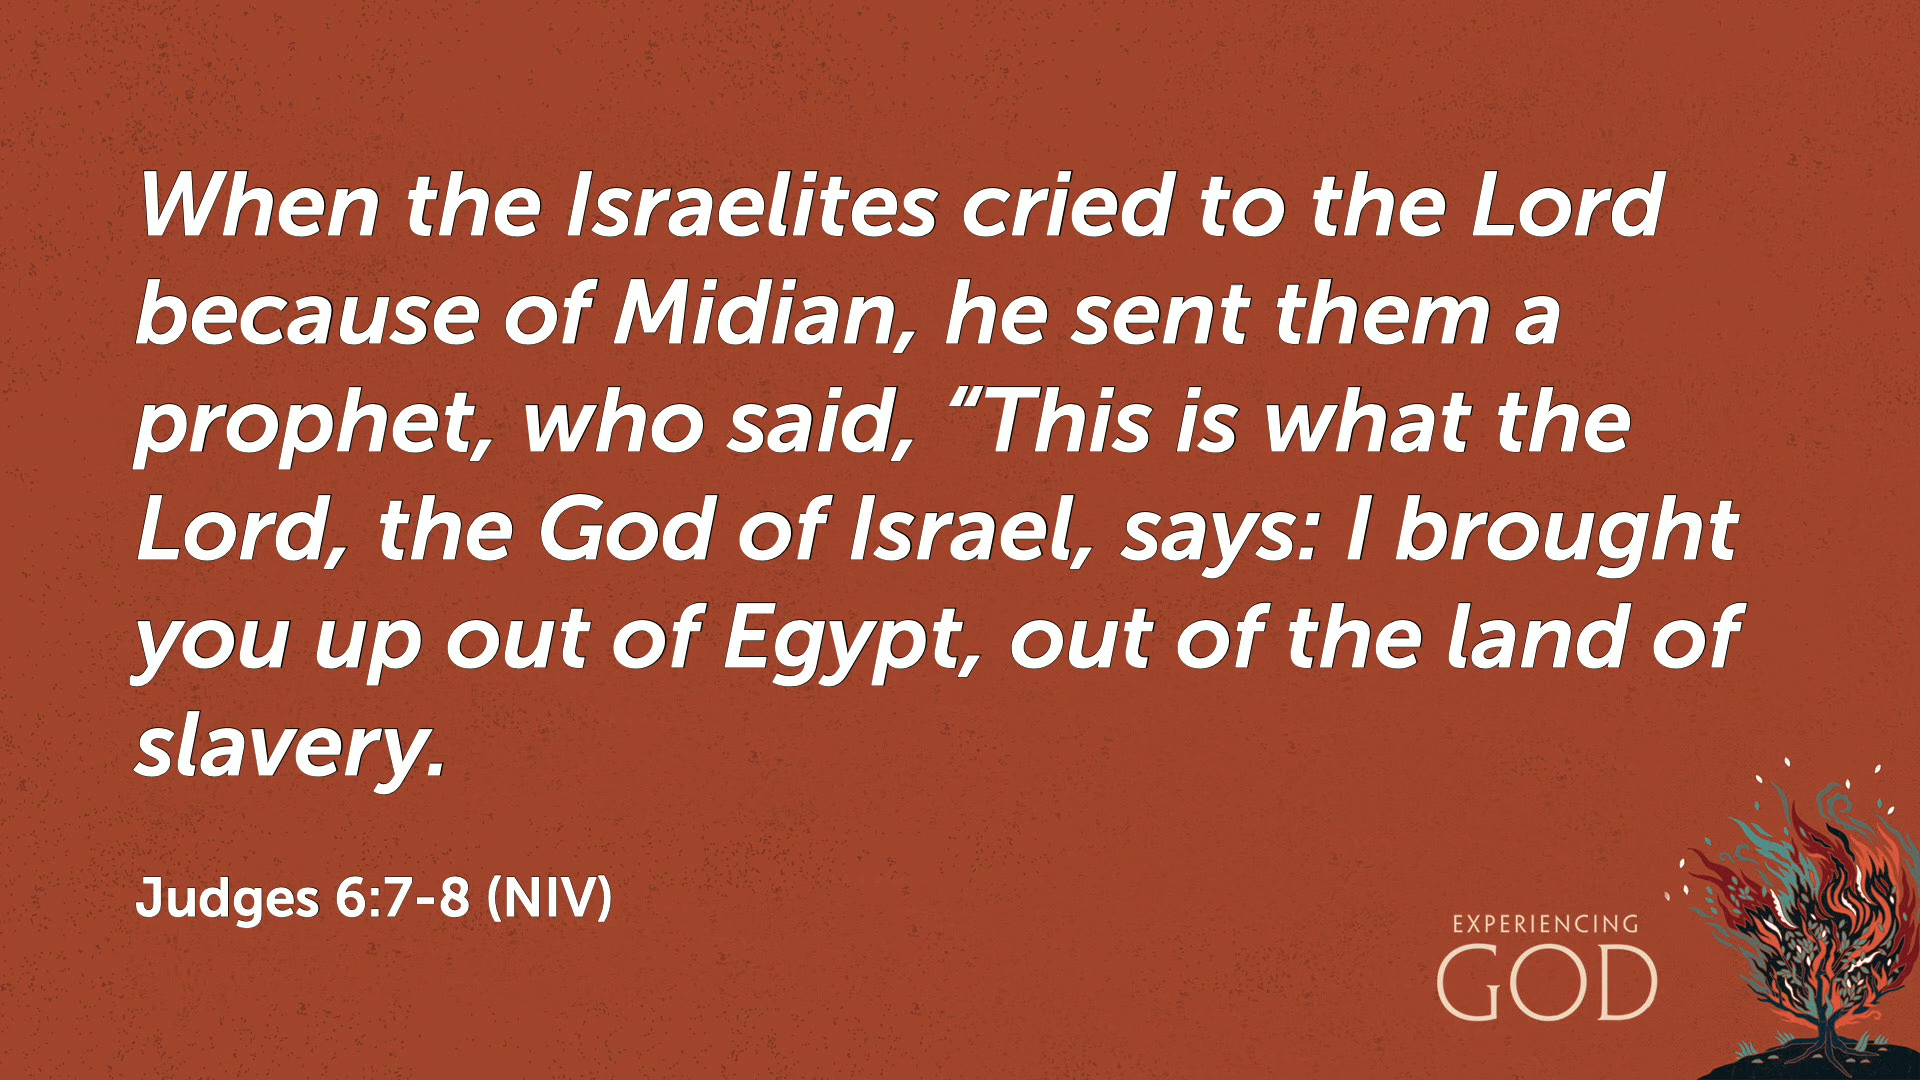 When the Israelites cried to the Lord
because of Midian, he sent them a
prophet, who said, “This is what the
Lord, the God of Israel, says: I brought
you up out of Egypt, out of the land of
slavery.
Judges 6:7-8 (NIV)
EXPERIENCING
GOD